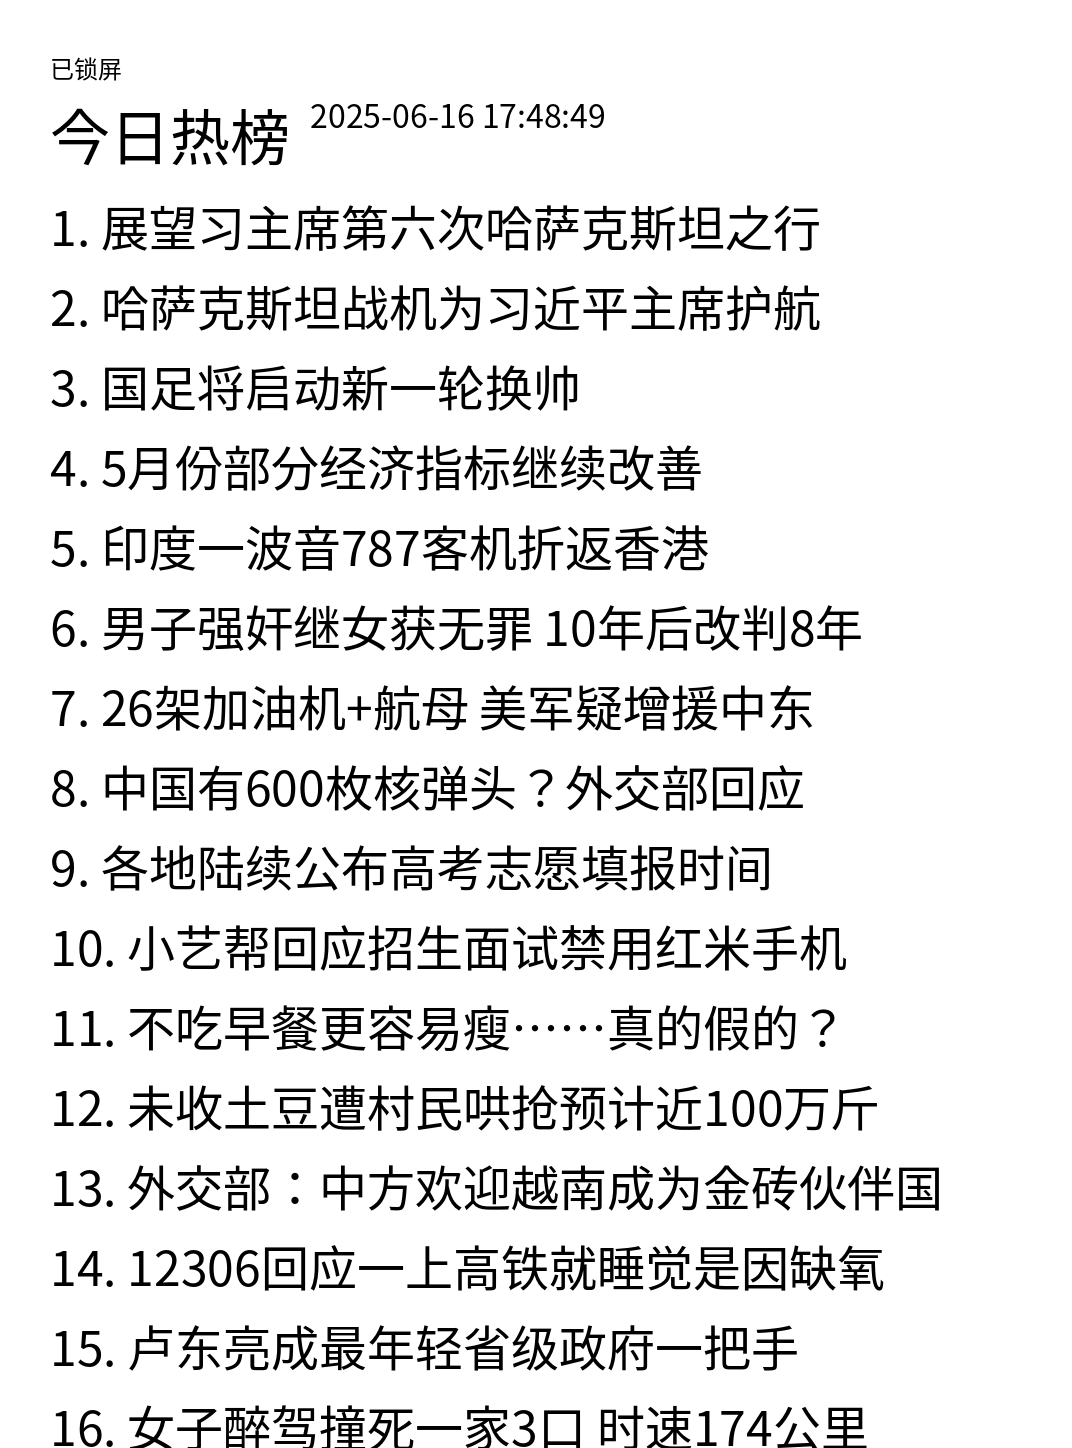 已锁屏
今日热榜 2025-06-16 17:48:49
1. 展望习主席第六次哈萨克斯坦之行
2. 哈萨克斯坦战机为习近平主席护航
3. 国足将启动新一轮换帅
4. 5月份部分经济指标继续改善
5. 印度一波音787客机折返香港
6. 男子强奸继女获无罪 10年后改判8年
7. 26架加油机+航母 美军疑增援中东
8. 中国有600枚核弹头？外交部回应
9. 各地陆续公布高考志愿填报时间
10. 小艺帮回应招生面试禁用红米手机
11. 不吃早餐更容易瘦……真的假的？
12. 未收土豆遭村民哄抢预计近100万斤
13. 外交部：中方欢迎越南成为金砖伙伴国
14. 12306回应一上高铁就睡觉是因缺氧
15. 卢东亮成最年轻省级政府一把手
16. 女子醉驾撞死一家3口 时速174公里